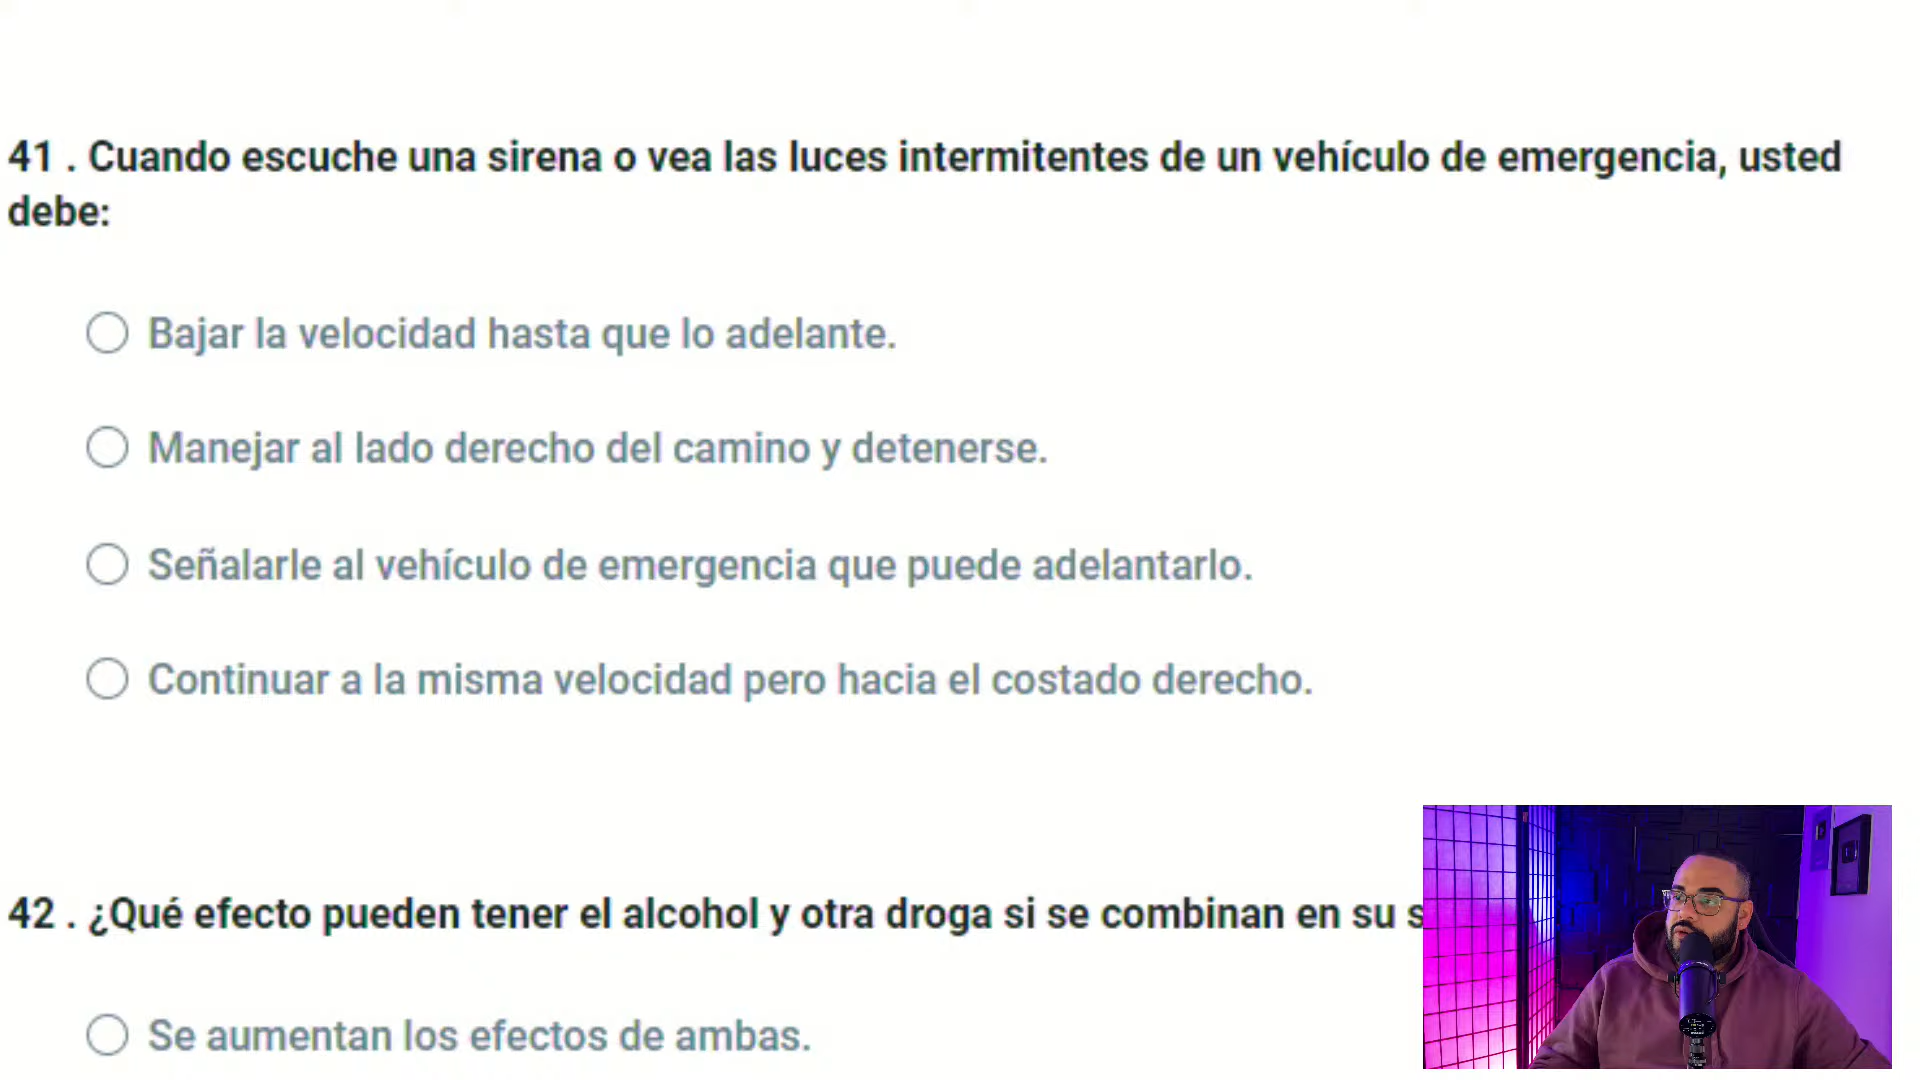 41 . Cuando escuche una sirena o vea las luces intermitentes de un vehículo de emergencia, usted
debe:
Bajar la velocidad hasta que lo adelante.
Manejar al lado derecho del camino y detenerse.
Señalarle al vehículo de emergencia que puede adelantarlo.
Continuar a la misma velocidad pero hacia el costado derecho.
42 . ¿Qué efecto pueden tener el alcohol y otra droga si se combinan en su s
Se aumentan los efectos de ambas.